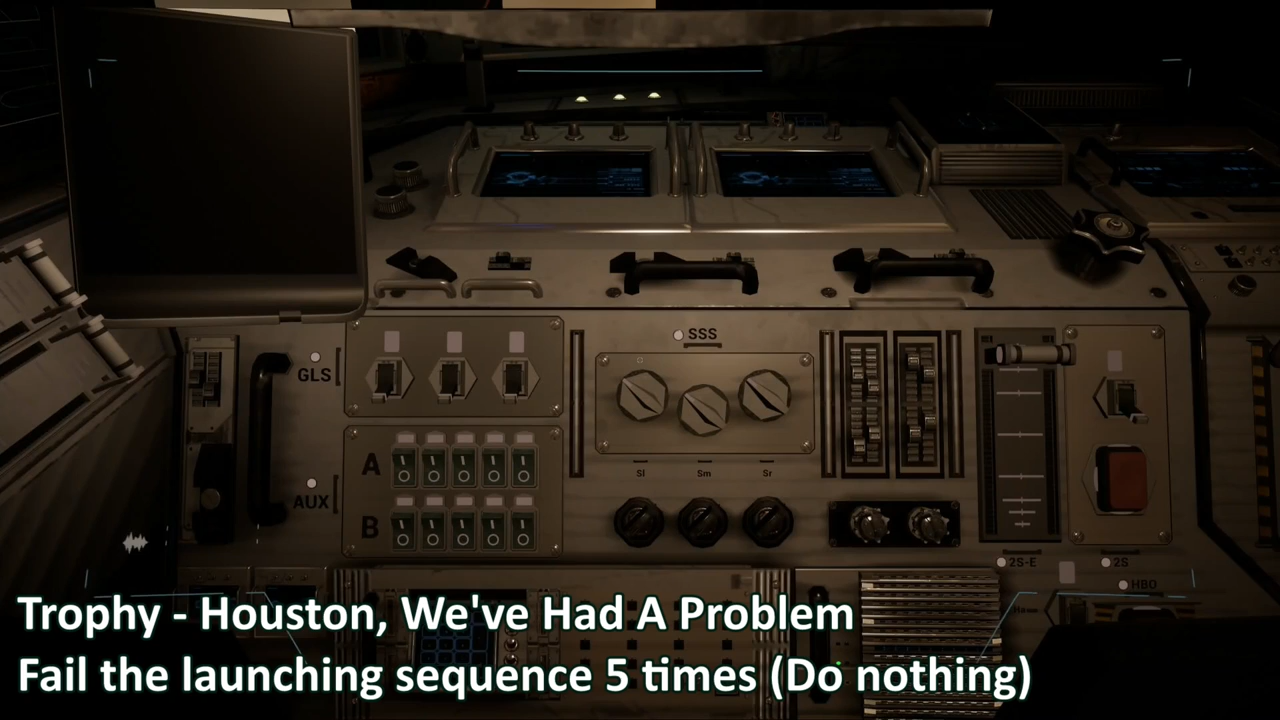 SSS
GLS
A
AUX
B
Sl Sm Sr
2S-E 2S
HBO
Trophy - Houston, We've Had A Problem
Fail the launching sequence 5 times (Do nothing)